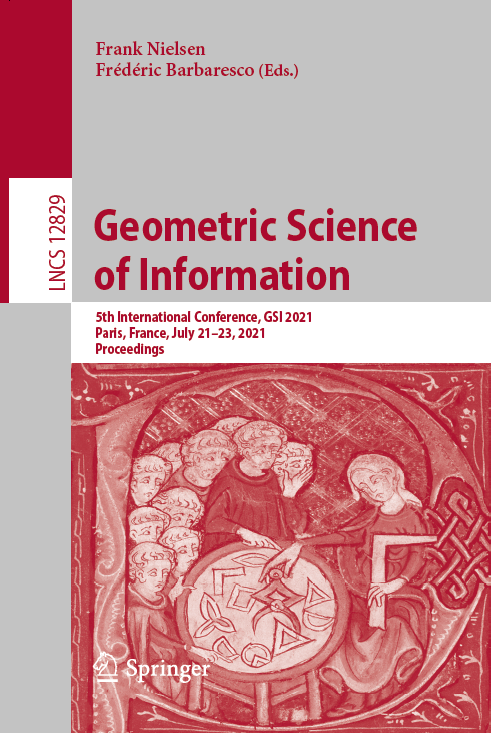 Frank Nielsen
Frédéric Barbaresco (Eds.)
LNCS 12829
Geometric Science
of Information
5th International Conference, GSI 2021
Paris, France, July 21–23, 2021
Proceedings
Springer